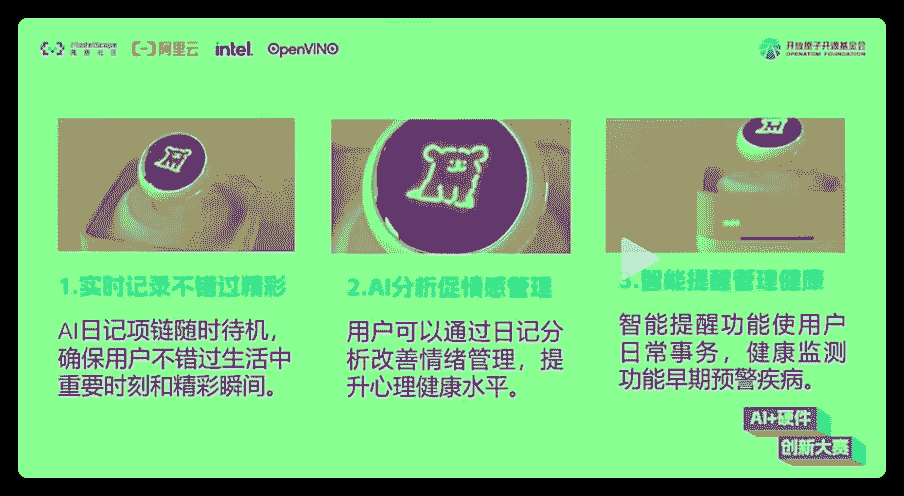 魔搭社区
阿里云
intel.
OpenVINO
开放原子开源基金会
OPENATOM FOUNDATION
1.实时记录不错过精彩
AI日记项链随时待机，
确保用户不错过生活中
重要时刻和精彩瞬间。
2.AI分析促情感管理
用户可以通过日记分
析改善情绪管理，提
升心理健康水平。
3.智能提醒管理健康
智能提醒功能使用户
日常事务，健康监测
功能早期预警疾病。
AI+硬件
创新大赛